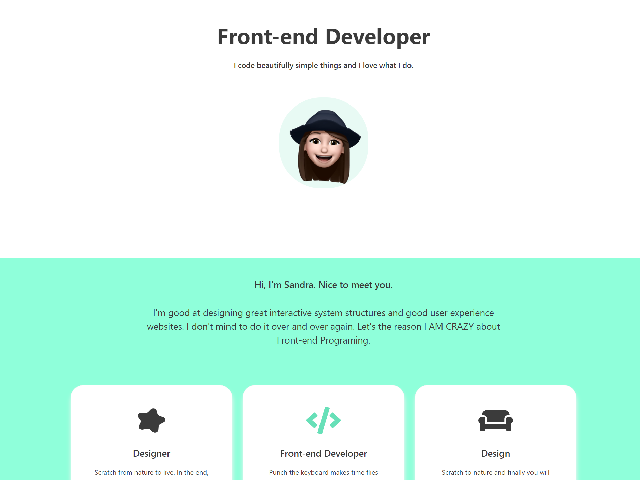 Front-end Developer
I code beautifully simple things and I love what I do.
Hi, I'm Sandra. Nice to meet you.
I'm good at designing great interactive system structures and good user experience
websites. I don't mind to do it over and over again. Let's the reason I AM CRAZY about
Front-end Programing.
Designer
Front-end Developer
Design
Scratch from nature to live. In the end,
Punch the keyboard makes time flies
Scratch to nature and finally you will